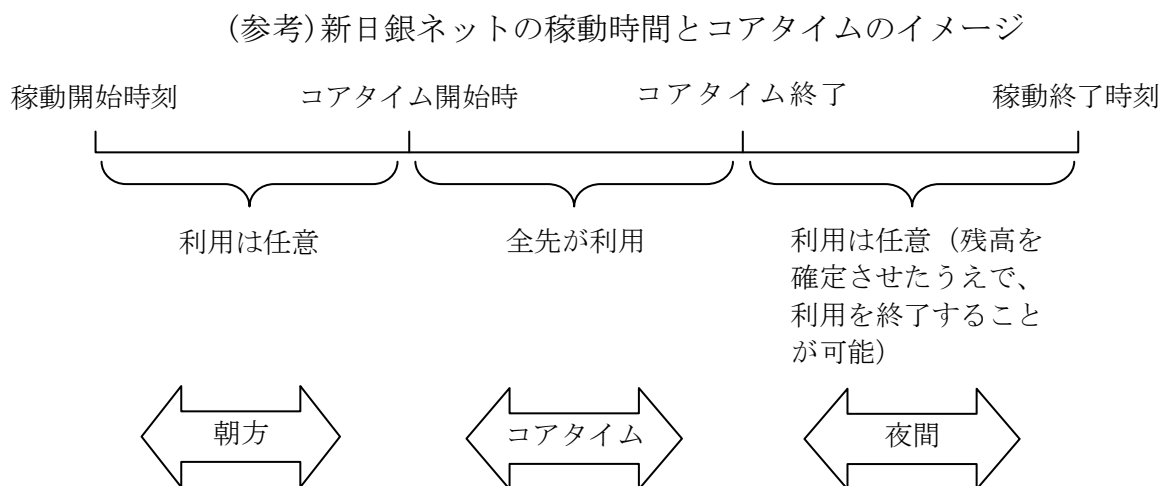 (参考)新日銀ネットの稼動時間とコアタイムのイメージ
稼動開始時刻
コアタイム開始時
コアタイム終了
稼動終了時刻
利用は任意
全先が利用
利用は任意（残高を
確定させたうえで、
利用を終了すること
が可能）
朝方
コアタイム
夜間